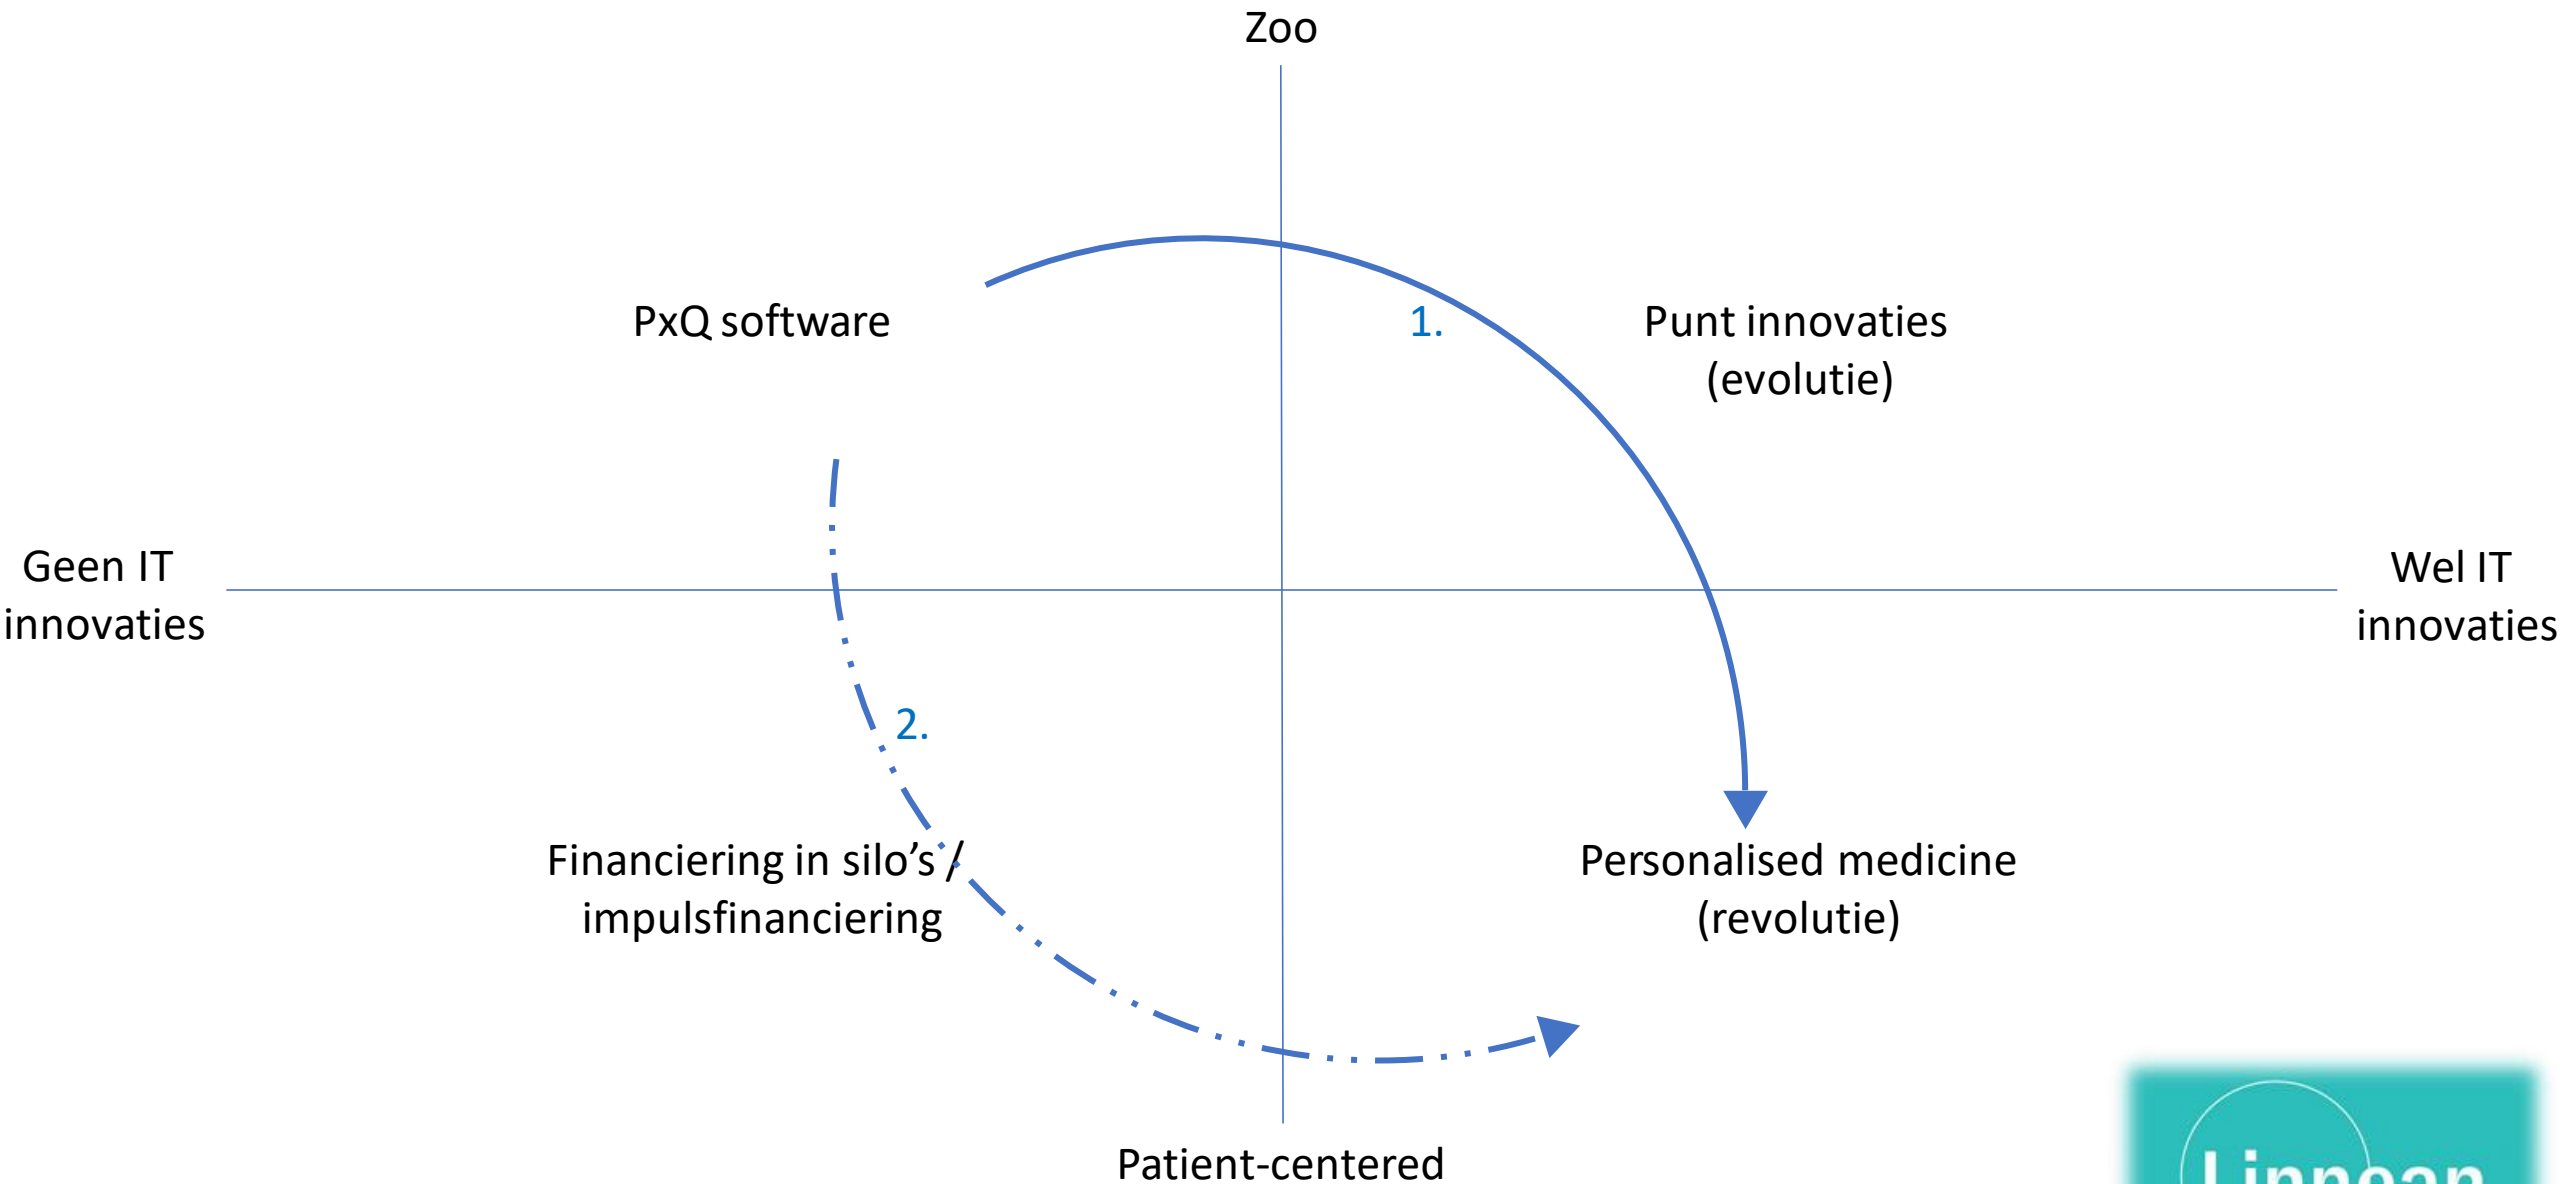 Zoo
PxQ software
1.
Punt innovaties
(evolutie)
Geen IT
innovaties
Wel IT
innovaties
2.
Financiering in silo's /
impulsfinanciering
Personalised medicine
(revolutie)
Patient-centered
Linnean